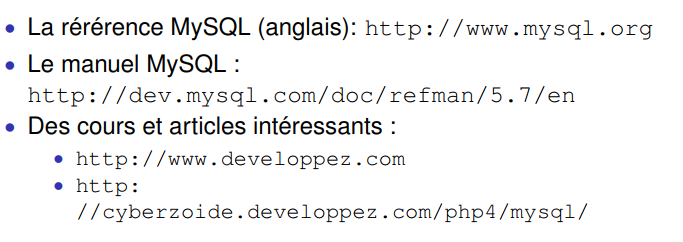 • La rérérence MySQL (anglais): http://www.mysql.org
• Le manuel MySQL :
http://dev.mysql.com/doc/refman/5.7/en
• Des cours et articles intéressants :
• http://www.developpez.com
• http:
//cyberzoide.developpez.com/php4/mysql/